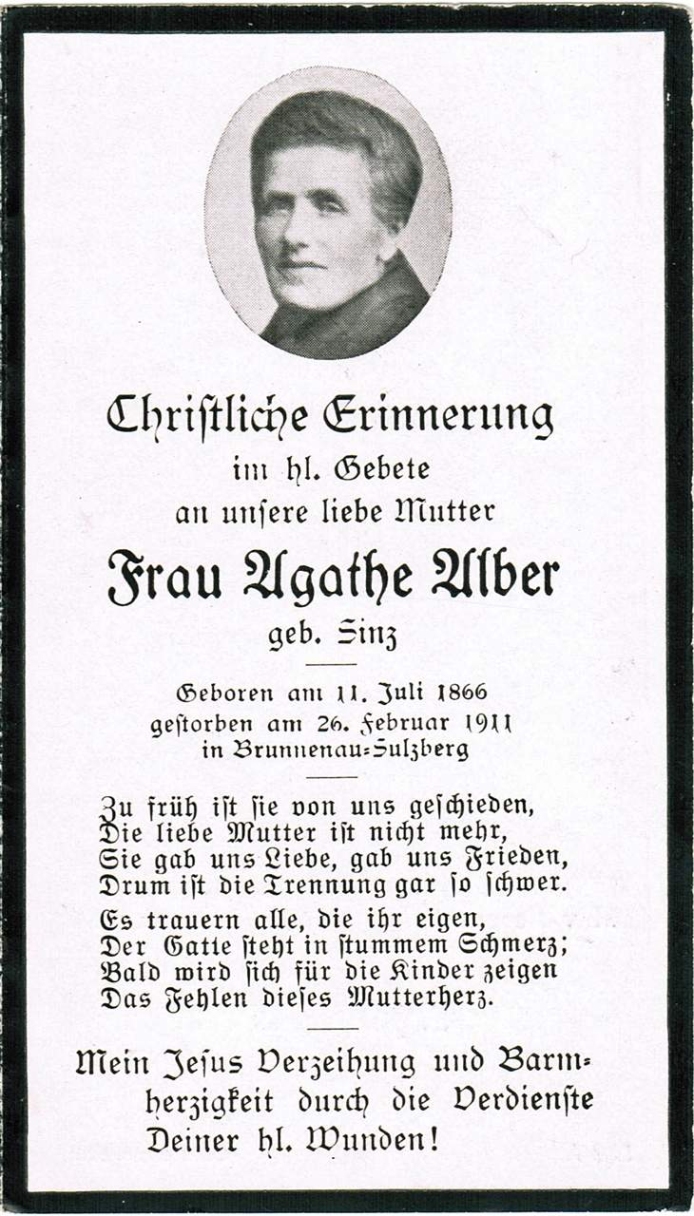 Christliche Erinnerung
im hl. Gebete
an unsere liebe Mutter
Frau Agathe Alber
geb. Sinz
Geboren am 11. Juli 1866
gestorben am 26. Februar 1911
in Brunnenau-Sulzberg
Zu früh ist sie von uns geschieden,
Die liebe Mutter ist nicht mehr,
Sie gab uns Liebe, gab uns Frieden,
Drum ist die Trennung gar so schwer.
Es trauern alle, die ihr eigen,
Der Gatte steht in stummem Schmerz;
Bald wird sich für die Kinder zeigen
Das Fehlen dieses Mutterherz.
Mein Jesus Verzeihung und Barm-
herzigkeit durch die Verdienste
Deiner hl. Wunden!